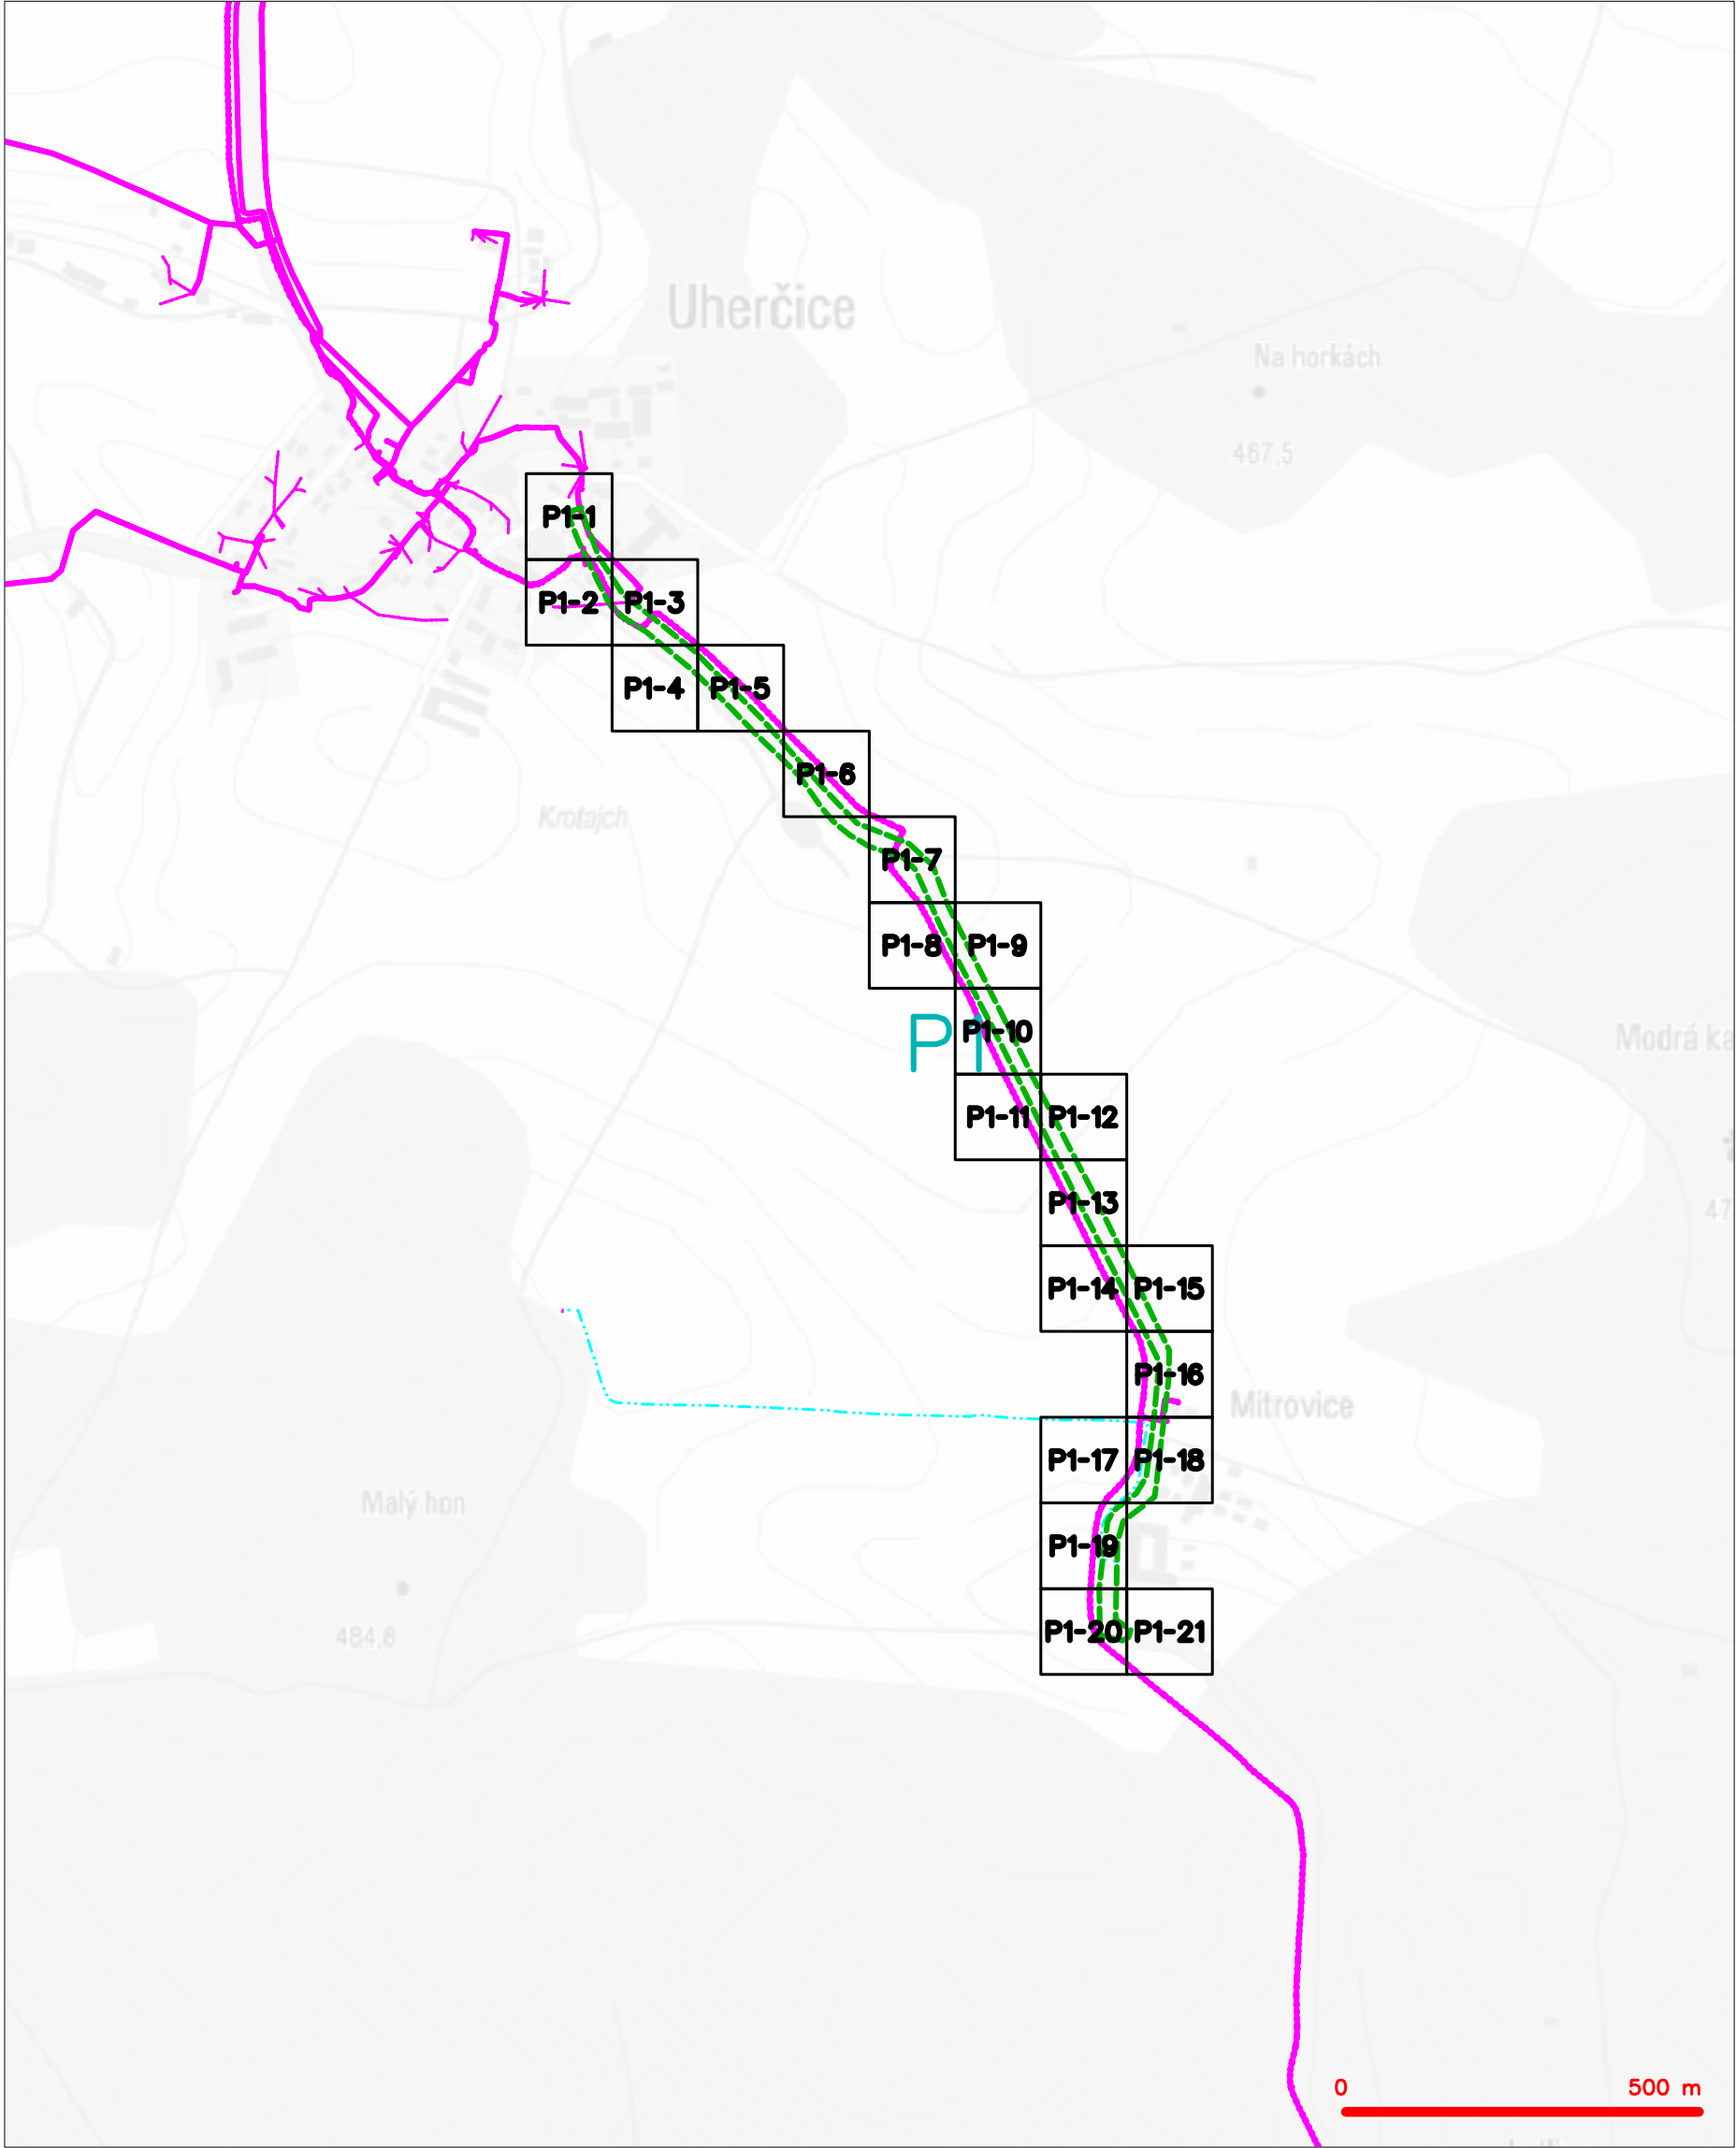 Uherčice
Na horkách
467,5
P1-1
P1-2 P1-3
P1-4 P1-5
P1-6
Krotajch
P1-7
P1-8 P1-9
P1
P1-10
Modrá ka
P1-11 P1-12
P1-13
47
P1-14 P1-15
P1-16
Mitrovice
P1-17 P1-18
Malý hon
P1-19
484,8
P1-20 P1-21
0 500 m